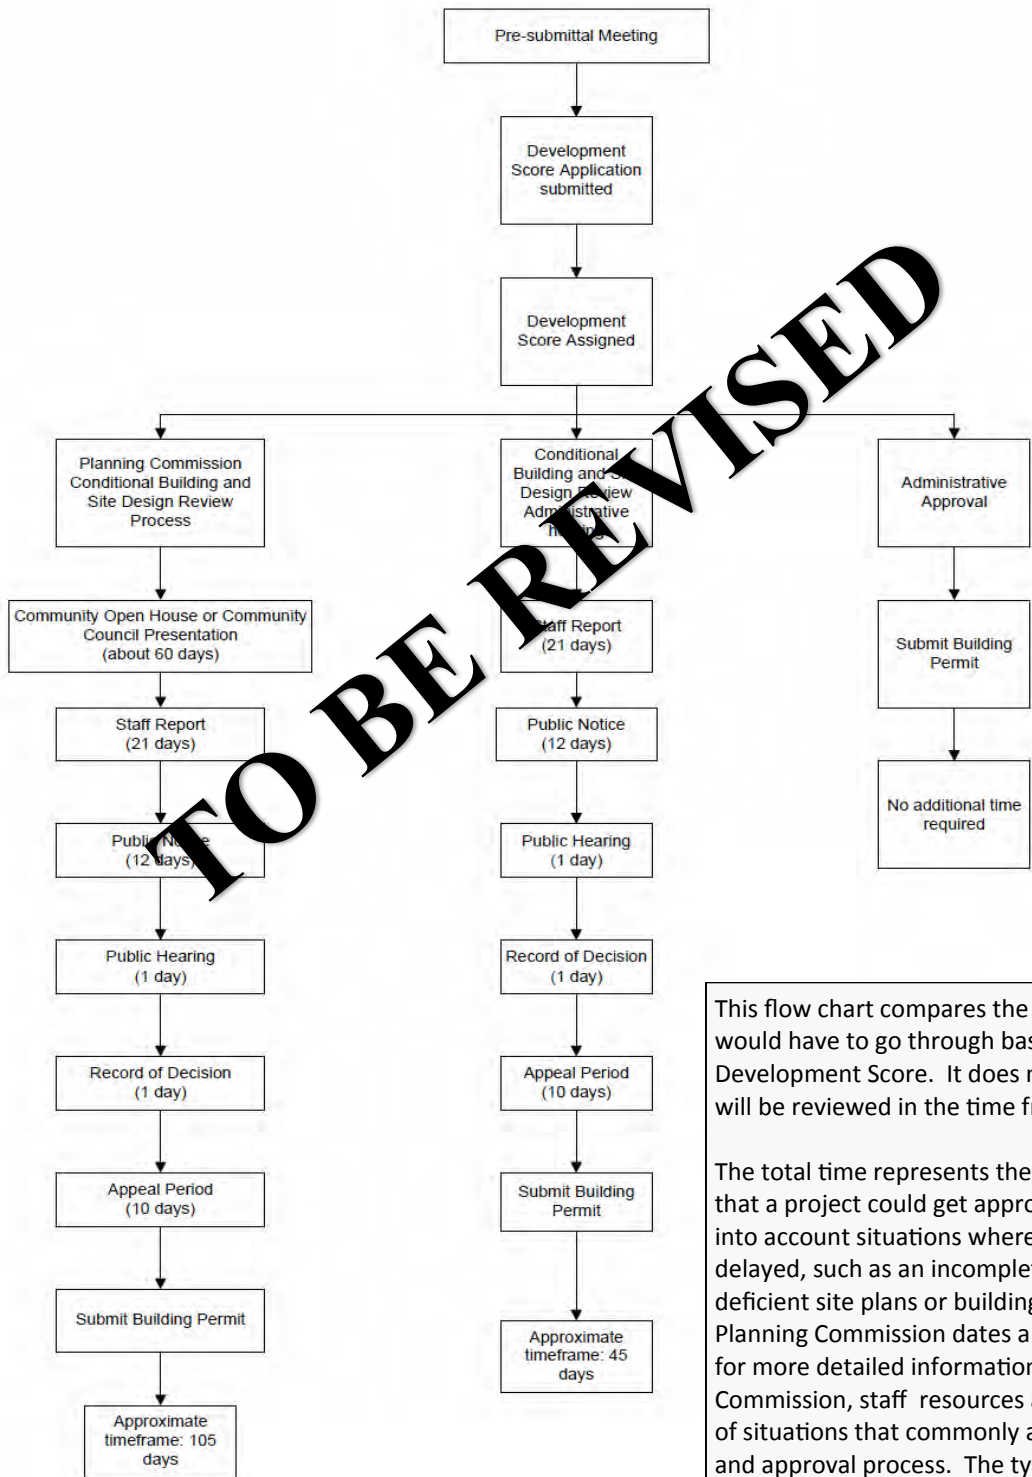 Pre-submittal Meeting
Development
Score Application
submitted
Development
Score Assigned
Planning Commission
Conditional Building and
Site Design Review
Process
Community Open House or Community
Council Presentation
(about 60 days)
Staff Report
(21 days)
Public
(12 days)
Public Hearing
(1 day)
Record of Decision
(1 day)
Appeal Period
(10 days)
Submit Building Permit
Approximate
timeframe: 105
days
Conditional
Building and
Design Review
Administrative
Staff Report
(21 days)
Public Notice
(12 days)
Public Hearing
(1 day)
Record of Decision
(1 day)
Appeal Period
(10 days)
Submit Building
Permit
Approximate
timeframe: 45
days
Administrative
Approval
Submit Building
Permit
No additional time
required
TO BE REVISED
This flow chart compares the
would have to go through bas
Development Score. It does
will be reviewed in the time
The total time represents the
that a project could get appro
into account situations where
delayed, such as an
deficient site plans or building
Planning Commission dates a
for more detailed information
Commission, staff resources
of situations that commonly a
and approval process. The ty